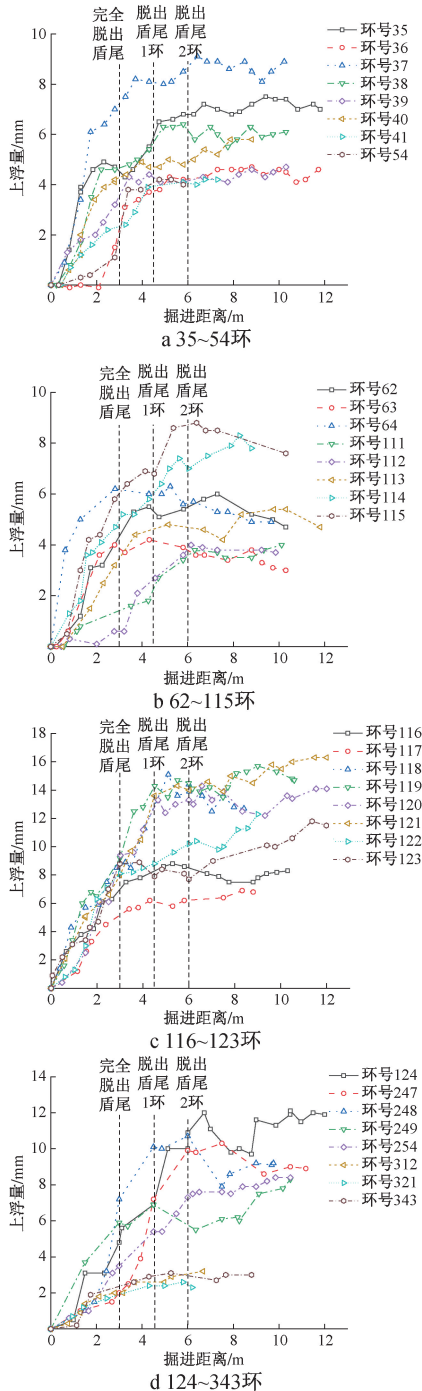 完全 脱出 脱出
脱出 盾尾 盾尾
盾尾 1环 2环
10
8
6
4
2
0
上浮量/mm
环号35
环号36
环号37
环号38
环号39
环号40
环号41
环号54
0 2 4 6 8 10 12
掘进距离/m
a 35~54环
完全 脱出 脱出
脱出 盾尾 盾尾
盾尾 1环 2环
10
8
6
4
2
0
上浮量/mm
环号62
环号63
环号64
环号111
环号112
环号113
环号114
环号115
0 2 4 6 8 10 12
掘进距离/m
b 62~115环
完全 脱出 脱出
脱出 盾尾 盾尾
盾尾 1环 2环
18
16
14
12
10
8
6
4
2
0
上浮量/mm
环号116
环号117
环号118
环号119
环号120
环号121
环号122
环号123
0 2 4 6 8 10 12
掘进距离/m
c 116~123环
完全 脱出 脱出
脱出 盾尾 盾尾
盾尾 1环 2环
14
12
10
8
6
4
2
0
上浮量/mm
环号124
环号247
环号248
环号249
环号254
环号312
环号321
环号343
0 2 4 6 8 10 12 14
掘进距离/m
d 124~343环